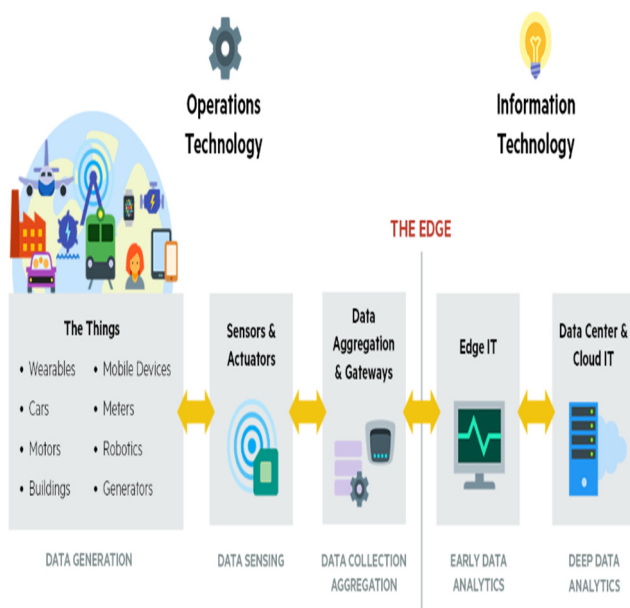 Operations
Technology
Information
Technology
THE EDGE
The Things
• Wearables
• Cars
• Motors
• Buildings
• Mobile Devices
• Meters
• Robotics
• Generators
Sensors &
Actuators
Data
Aggregation
& Gateways
Edge IT
Data Center &
Cloud IT
DATA GENERATION
DATA SENSING
DATA COLLECTION
AGGREGATION
EARLY DATA
ANALYTICS
DEEP DATA
ANALYTICS